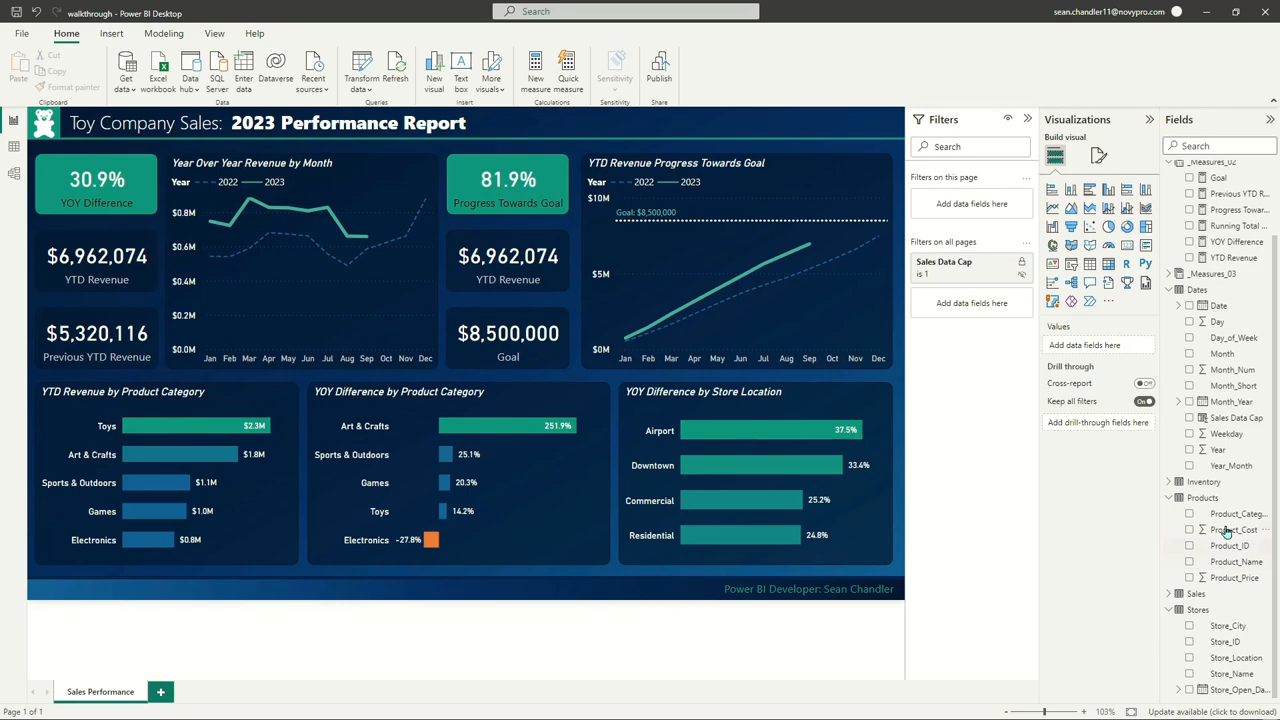 walkthrough - Power BI Desktop
Search
sean.chandler11@novypro.com
File Home Insert Modeling View Help
Paste
Cut
Copy
Format painter
Clipboard
Get data
Excel workbook
Data hub
SQL Server
Enter data
Dataverse
Recent sources
Data
Transform data
Refresh
Queries
New visual
Text box
More visuals
Insert
New measure
Quick measure
Calculations
Sensitivity
Sensitivity
Publish
Share
Toy Company Sales: 2023 Performance Report
30.9%
YOY Difference
$6,962,074
YTD Revenue
$5,320,116
Previous YTD Revenue
Year Over Year Revenue by Month
Year 2022 2023
$0.8M
$0.6M
$0.4M
$0.2M
$0.0M
Jan Feb Mar Apr May Jun Jul Aug Sep Oct Nov Dec
81.9%
Progress Towards Goal
$6,962,074
YTD Revenue
$8,500,000
Goal
YTD Revenue Progress Towards Goal
Year 2022 2023
$10M
Goal: $8,500,000
$5M
$0M
Jan Feb Mar Apr May Jun Jul Aug Sep Oct Nov Dec
YTD Revenue by Product Category
Toys $2.3M
Art & Crafts $1.8M
Sports & Outdoors $1.1M
Games $1.0M
Electronics $0.8M
YOY Difference by Product Category
Art & Crafts 251.9%
Sports & Outdoors 25.1%
Games 20.3%
Toys 14.2%
Electronics -27.8%
YOY Difference by Store Location
Airport 37.5%
Downtown 33.4%
Commercial 25.2%
Residential 24.8%
Power BI Developer: Sean Chandler
Filters
Search
Filters on this page
Add data fields here
Filters on all pages
Sales Data Cap
is 1
Add data fields here
Visualizations
Build visual
R Py
Values
Add data fields here
Drill through
Cross-report Off
Keep all filters On
Add drill-through fields here
Fields
Search
_Measures_02
Goal
Previous YTD R...
Progress Towar...
Running Total ...
YOY Difference
YTD Revenue
_Measures_03
Dates
Date
Day
Day_of_Week
Month
Month_Num
Month_Short
Month_Year
Sales Data Cap
Weekday
Year
Year_Month
Inventory
Products
Product_Categ...
Product_Cost
Product_ID
Product_Name
Product_Price
Sales
Stores
Store_City
Store_ID
Store_Location
Store_Name
Store_Open_Da...
Sales Performance
Page 1 of 1
103%
Update available (click to download)